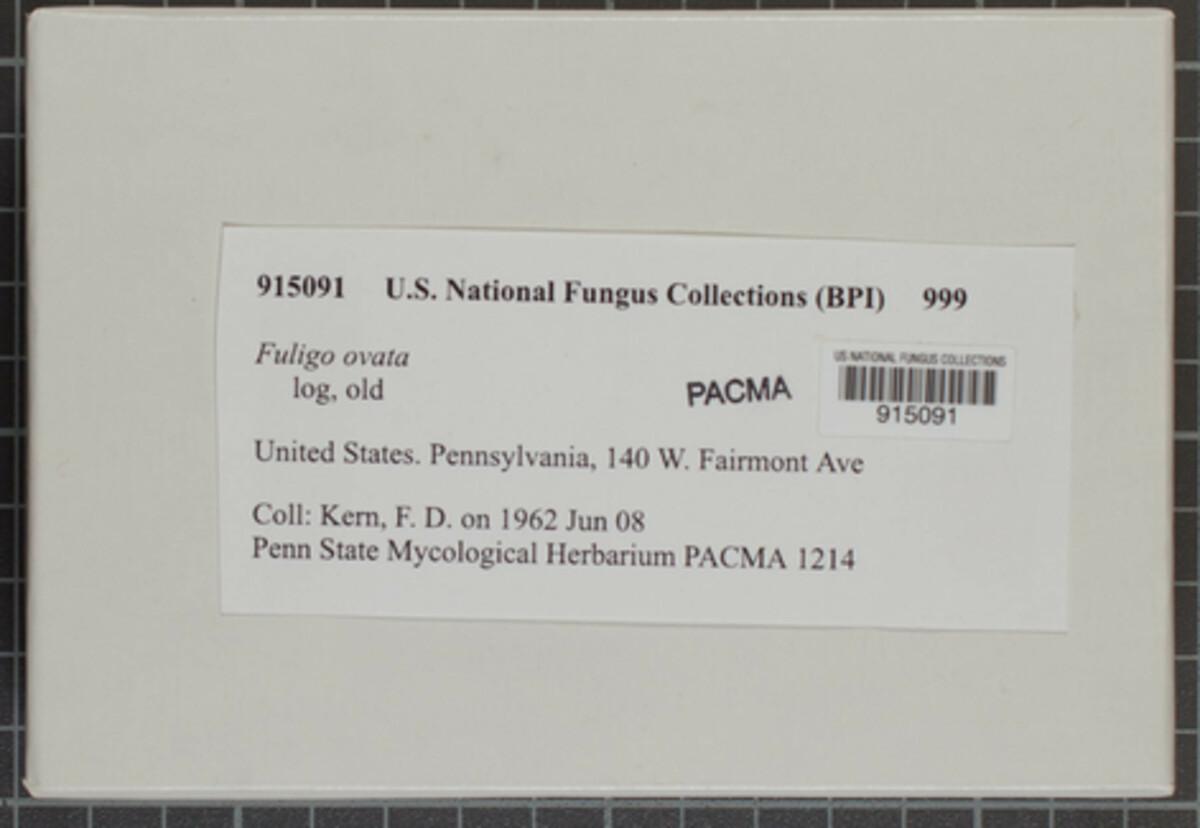 915091 U.S. National Fungus Collections (BPI) 999
Fuligo ovata
log, old
PACMA
US NATIONAL FUNGUS COLLECTIONS
915091
United States. Pennsylvania, 140 W. Fairmont Ave
Coll: Kern, F. D. on 1962 Jun 08
Penn State Mycological Herbarium PACMA 1214